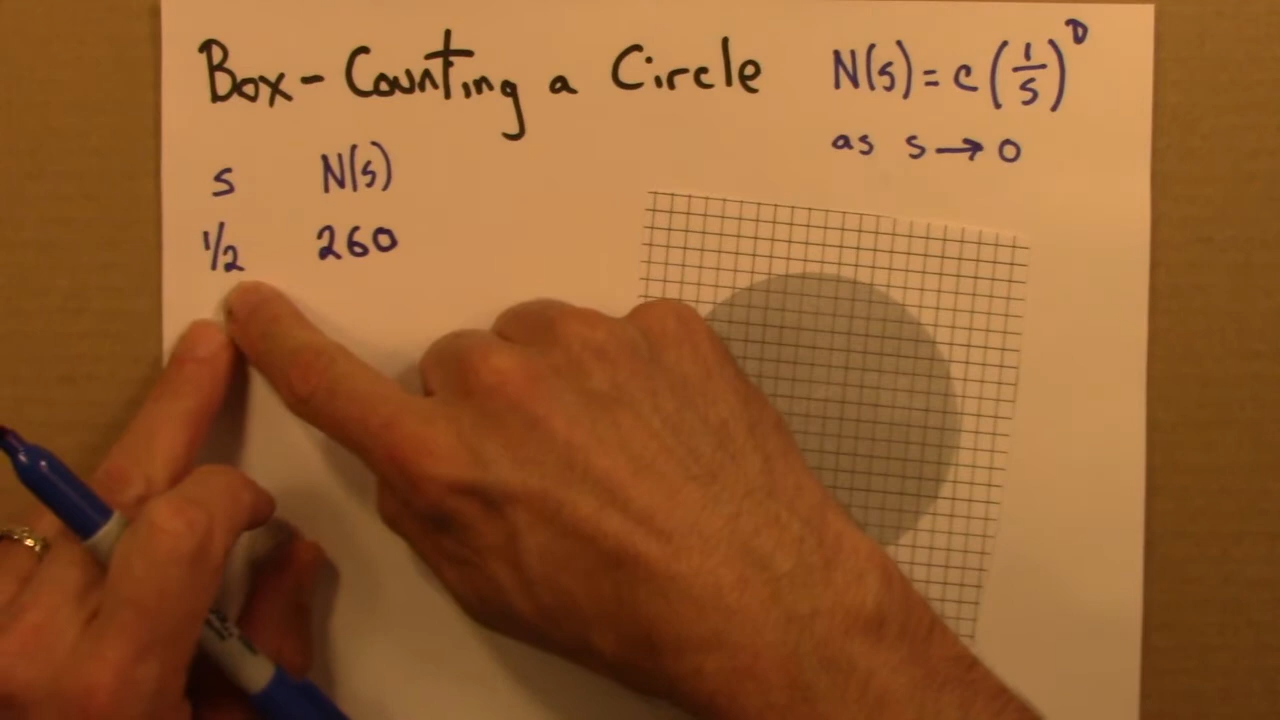 Box-Counting a Circle
N(s) = c (1/s)^D
as s → 0
s N(s)
1/2 260